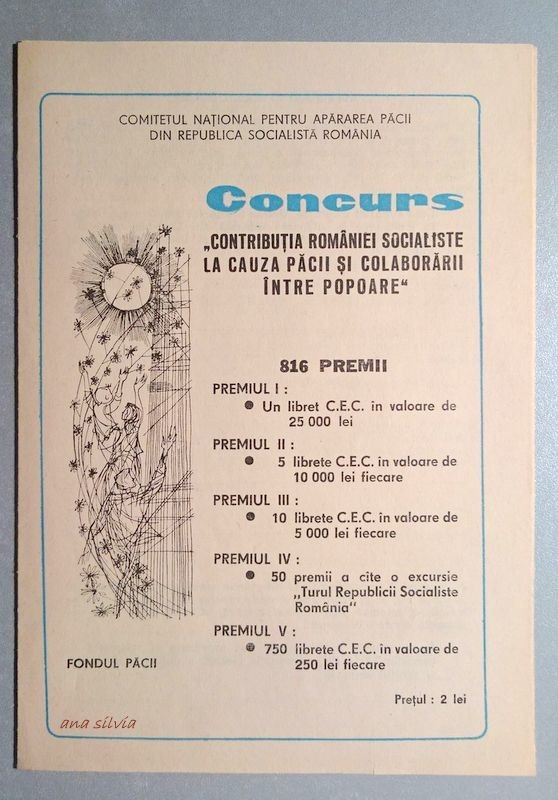 COMITETUL NAȚIONAL PENTRU APĂRAREA PĂCII
DIN REPUBLICA SOCIALISTĂ ROMÂNIA
Concurs
„CONTRIBUȚIA ROMÂNIEI SOCIALISTE
LA CAUZA PĂCII ȘI COLABORĂRII
ÎNTRE POPOARE“
816 PREMII
PREMIUL I :
● Un libret C.E.C. în valoare de
25 000 lei
PREMIUL II :
● 5 librete C.E.C. în valoare de
10 000 lei fiecare
PREMIUL III :
● 10 librete C.E.C. în valoare de
5 000 lei fiecare
PREMIUL IV :
● 50 premii a cîte o excursie
„Turul Republicii Socialiste
România“
PREMIUL V :
● 750 librete C.E.C. în valoare de
250 lei fiecare
FONDUL PĂCII
Prețul : 2 lei
ana silvia